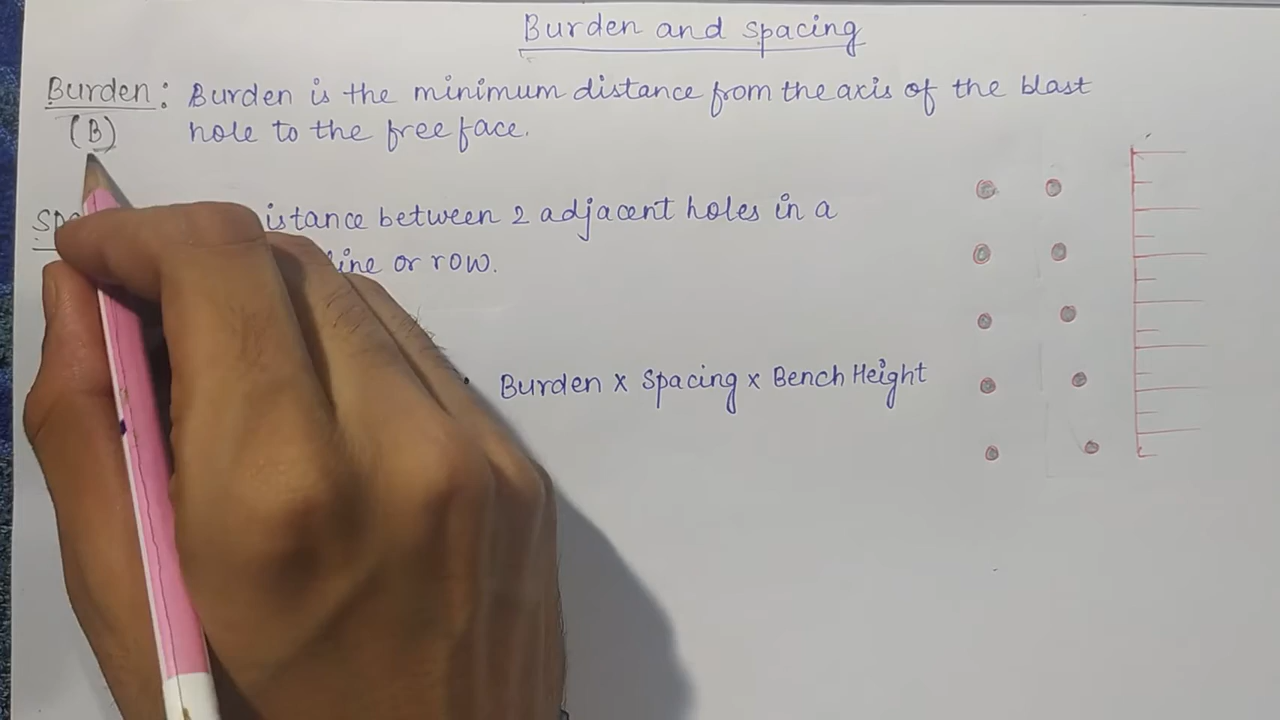 Burden and spacing
Burden: Burden is the minimum distance from the axis of the blast
(B) hole to the free face.
istance between 2 adjacent holes in a
line or row.
Burden x Spacing x Bench Height